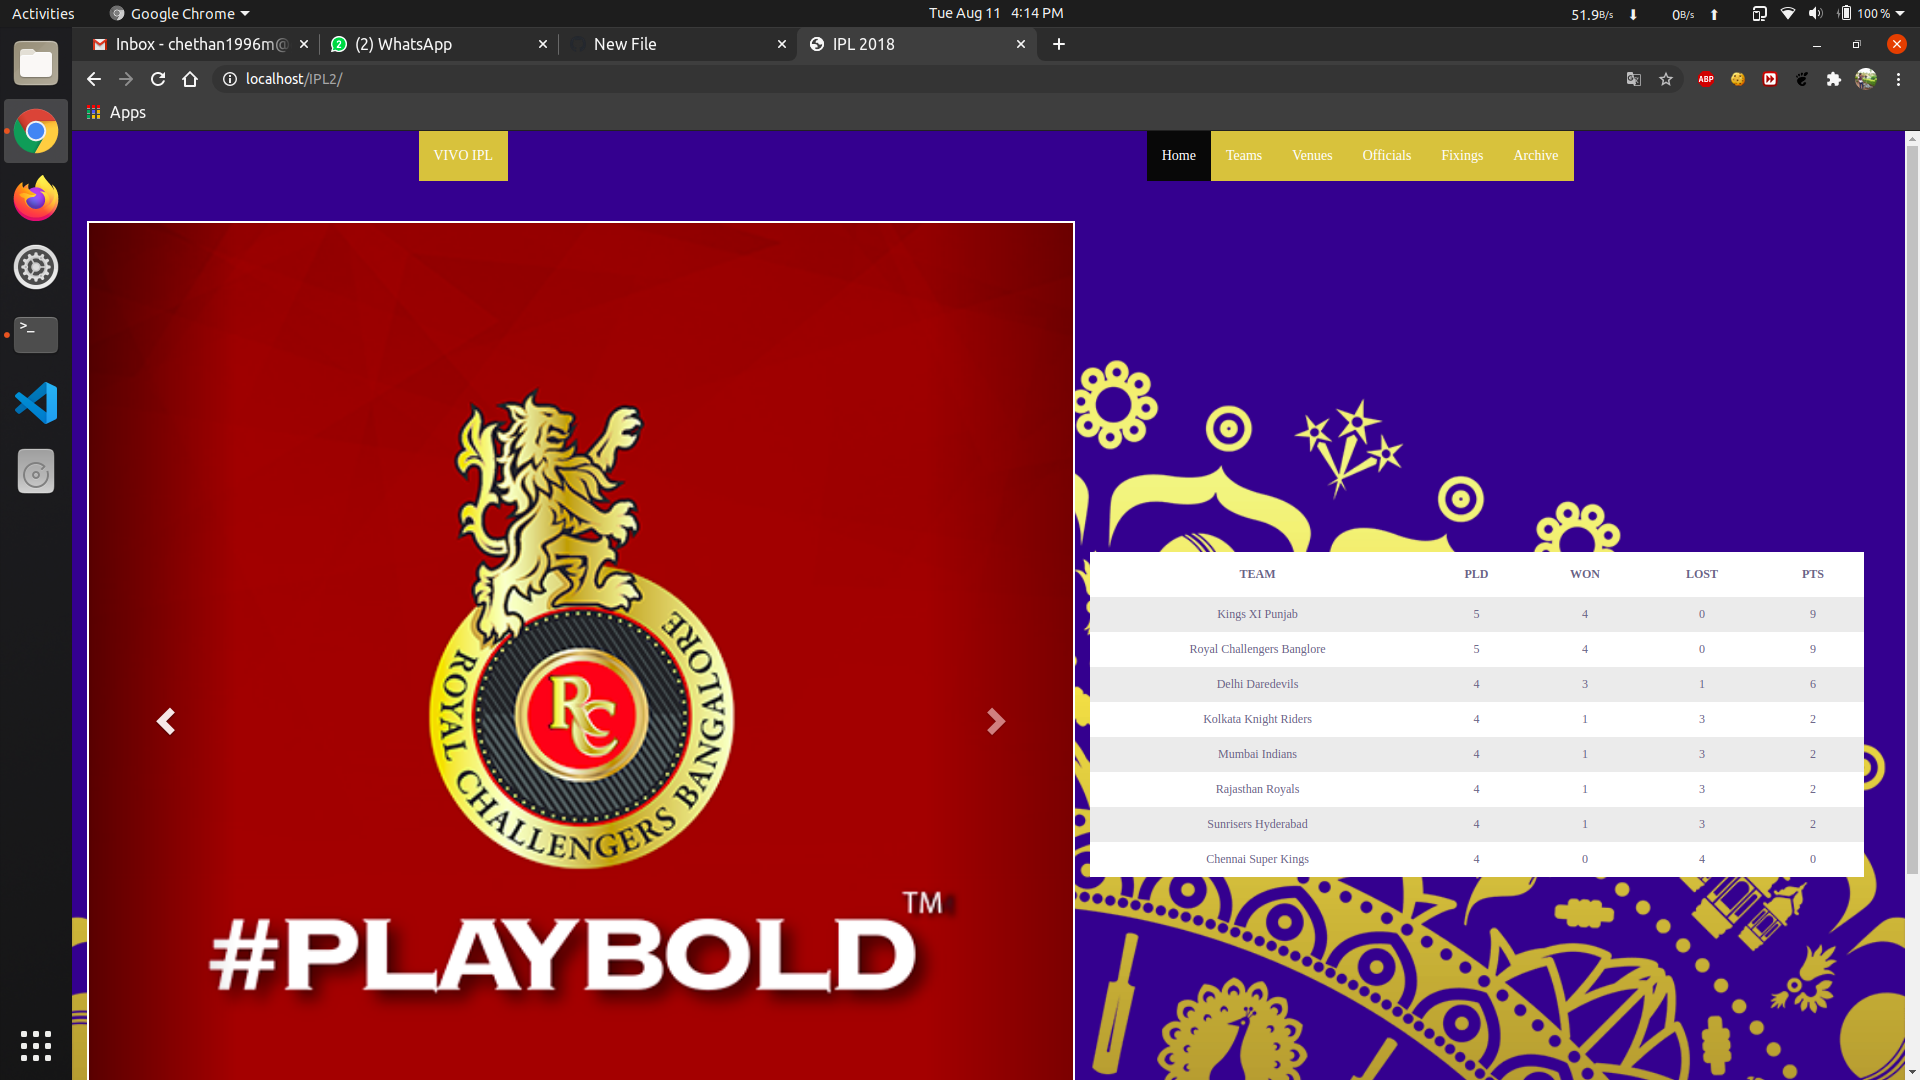 Activities Google Chrome Tue Aug 11 4:14 PM 51.9B/s 0B/s 100 %
Inbox - chethan1996m@ (2) WhatsApp New File IPL 2018
localhost/IPL2/ ABP
Apps
VIVO IPL Home Teams Venues Officials Fixings Archive
ROYAL CHALLENGERS BANGALORE
RC
#PLAYBOLD TM
TEAM PLD WON LOST PTS
Kings XI Punjab 5 4 0 9
Royal Challengers Banglore 5 4 0 9
Delhi Daredevils 4 3 1 6
Kolkata Knight Riders 4 1 3 2
Mumbai Indians 4 1 3 2
Rajasthan Royals 4 1 3 2
Sunrisers Hyderabad 4 1 3 2
Chennai Super Kings 4 0 4 0